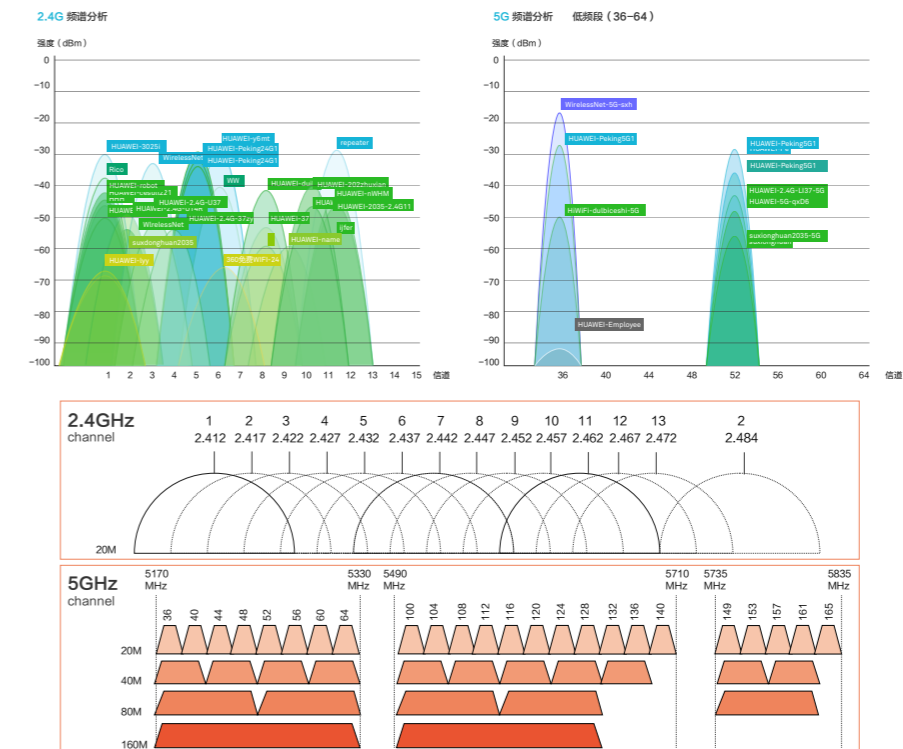 2.4G 频谱分析
强度（dBm）
0
−10
−20
−30
−40
−50
−60
−70
−80
−90
−100
HUAWEI-3025i
HUAWEI-y6mt
HUAWEI-Peking24G1
WirelessNet
HUAWEI-Peking24G1
repeater
Rico
WW
HUAWEI-202zhuxian
HUAWEI-nWHM
HUAWEI-2.4G-LI37
HUAWEI-2035-2.4G11
HUAWEI-2.4G-37zy
HUAWEI-37
WirelessNet
ijfer
suedonghuan2035
HUAWEI-name
HUAWEI-lyy
360免费WIFI-24
1 2 3 4 5 6 7 8 9 10 11 12 13 14 15 信道
5G 频谱分析 低频段（36−64）
强度（dBm）
0
−10
−20
−30
−40
−50
−60
−70
−80
−90
−100
WirelessNet-5G-sxh
HUAWEI-Peking5G1
HUAWEI-Peking5G1
HUAWEI-Peking5G1
HUAWEI-2.4G-LI37-5G
HUAWEI-5G-qxD6
HiWiFi-dulbiceshi-5G
suxionghuan2035-5G
HUAWEI-Employee
36 40 44 48 52 56 60 64 信道
2.4GHz
channel
1 2 3 4 5 6 7 8 9 10 11 12 13 2
2.412 2.417 2.422 2.427 2.432 2.437 2.442 2.447 2.452 2.457 2.462 2.467 2.472 2.484
20M
5GHz
channel
5170 MHz 5330 MHz 5490 MHz 5710 MHz 5735 MHz 5835 MHz
36 40 44 48 52 56 60 64 100 104 108 112 116 120 124 128 132 136 140 149 153 157 161 165
20M
40M
80M
160M